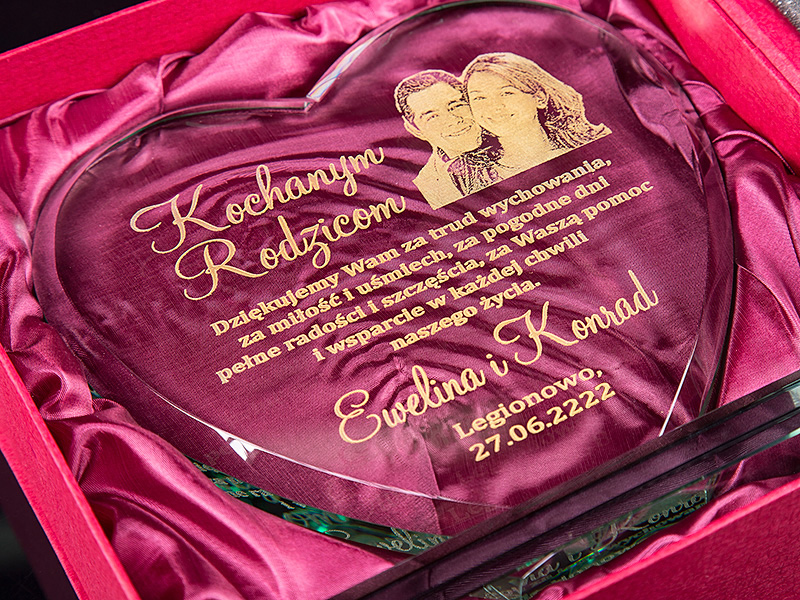 Kochanym
Rodzicom
Dziękujemy Wam za trud wychowania,
za miłość i uśmiech, za pogodne dni
pełne radości i szczęścia, za Waszą pomoc
i wsparcie w każdej chwili
naszego życia.
Ewelina i Konrad
Legionowo,
27.06.2222